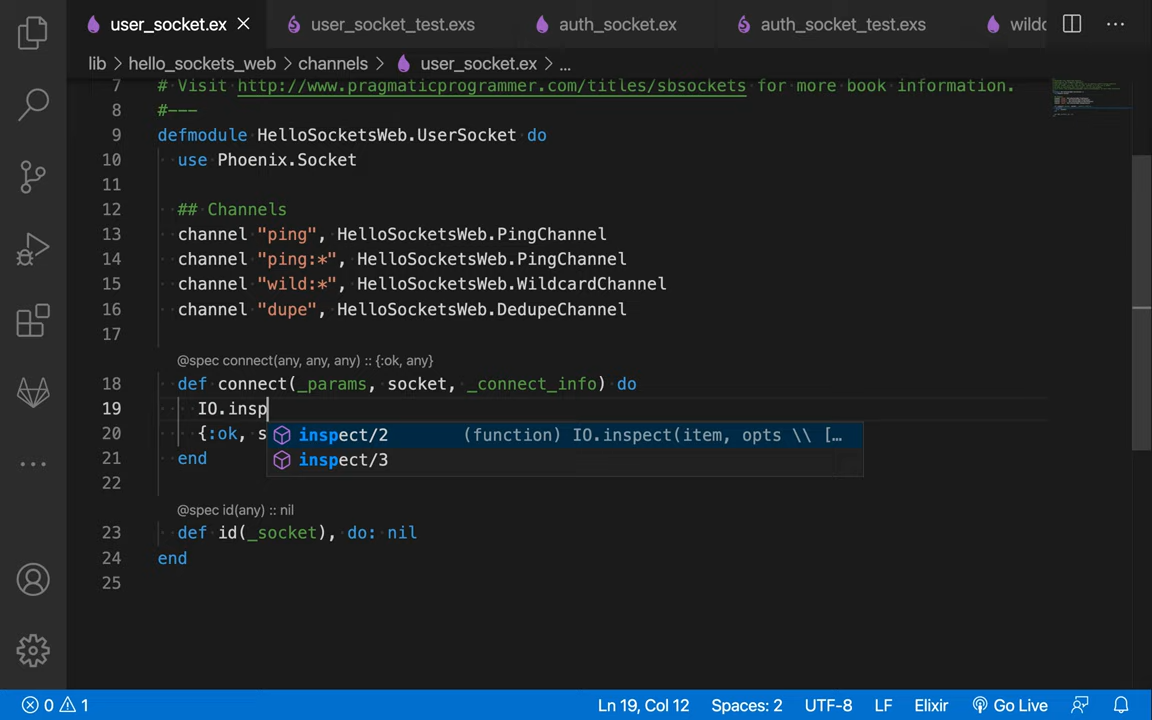 user_socket.ex
user_socket_test.exs
auth_socket.ex
auth_socket_test.exs
wildc
lib > hello_sockets_web > channels > user_socket.ex > ...
7 # Visit http://www.pragmaticprogrammer.com/titles/sbsockets for more book information.
8 #---
9 defmodule HelloSocketsWeb.UserSocket do
10 use Phoenix.Socket
11
12 ## Channels
13 channel "ping", HelloSocketsWeb.PingChannel
14 channel "ping:*", HelloSocketsWeb.PingChannel
15 channel "wild:*", HelloSocketsWeb.WildcardChannel
16 channel "dupe", HelloSocketsWeb.DedupeChannel
17
@spec connect(any, any, any) :: {:ok, any}
18 def connect(_params, socket, _connect_info) do
19 IO.insp
20 {:ok, s
inspect/2 (function) IO.inspect(item, opts \\ […
21 end
inspect/3
22
@spec id(any) :: nil
23 def id(_socket), do: nil
24 end
25
0 1 Ln 19, Col 12 Spaces: 2 UTF-8 LF Elixir Go Live